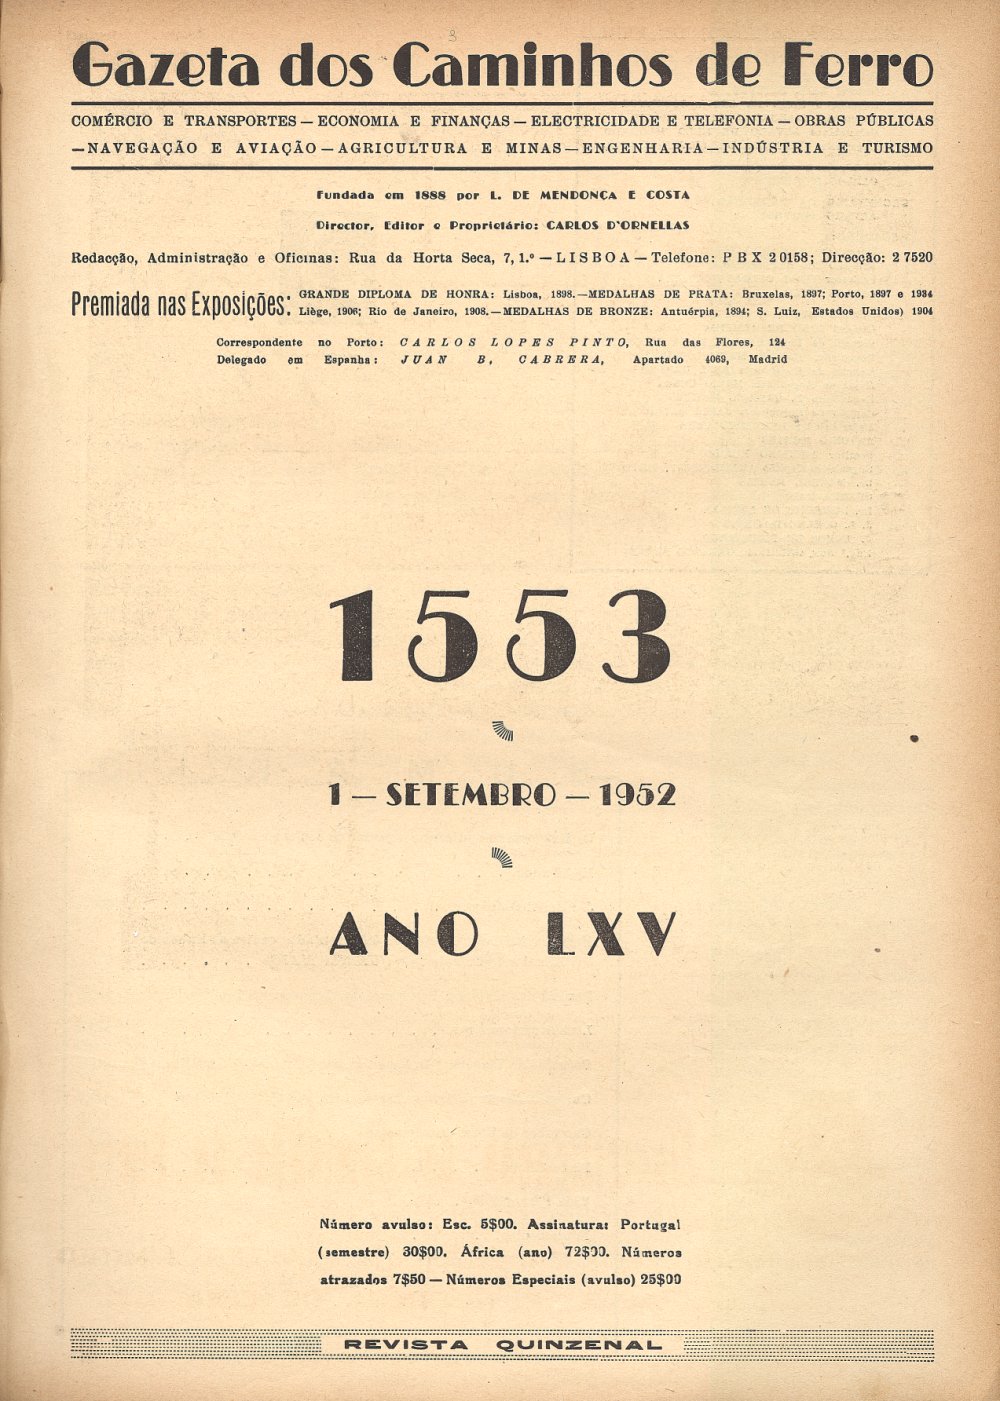 Gazeta dos Caminhos de Ferro
COMÉRCIO E TRANSPORTES — ECONOMIA E FINANÇAS — ELECTRICIDADE E TELEFONIA — OBRAS PÚBLICAS
—NAVEGAÇÃO E AVIAÇÃO — AGRICULTURA E MINAS — ENGENHARIA — INDÚSTRIA E TURISMO
Fundada em 1888 por L. DE MENDONÇA E COSTA
Director, Editor e Proprietário: CARLOS D'ORNELLAS
Redacção, Administração e Oficinas: Rua da Horta Seca, 7, 1.º — LISBOA — Telefone: PBX 20158; Direcção: 27520
Premiada nas Exposições:
GRANDE DIPLOMA DE HONRA: Lisboa, 1898.—MEDALHAS DE PRATA: Bruxelas, 1897; Porto, 1897 e 1934
Liège, 1906; Rio de Janeiro, 1908.—MEDALHAS DE BRONZE: Antuérpia, 1894; S. Luiz, Estados Unidos) 1904
Correspondente no Porto: CARLOS LOPES PINTO, Rua das Flores, 124
Delegado em Espanha: JUAN B. CABRERA, Apartado 4069, Madrid
1553
1 — SETEMBRO — 1952
ANO LXV
Número avulso: Esc. 5$00. Assinatura: Portugal
(semestre) 30$00. África (ano) 72$00. Números
atrazados 7$50 — Números Especiais (avulso) 25$00
REVISTA QUINZENAL